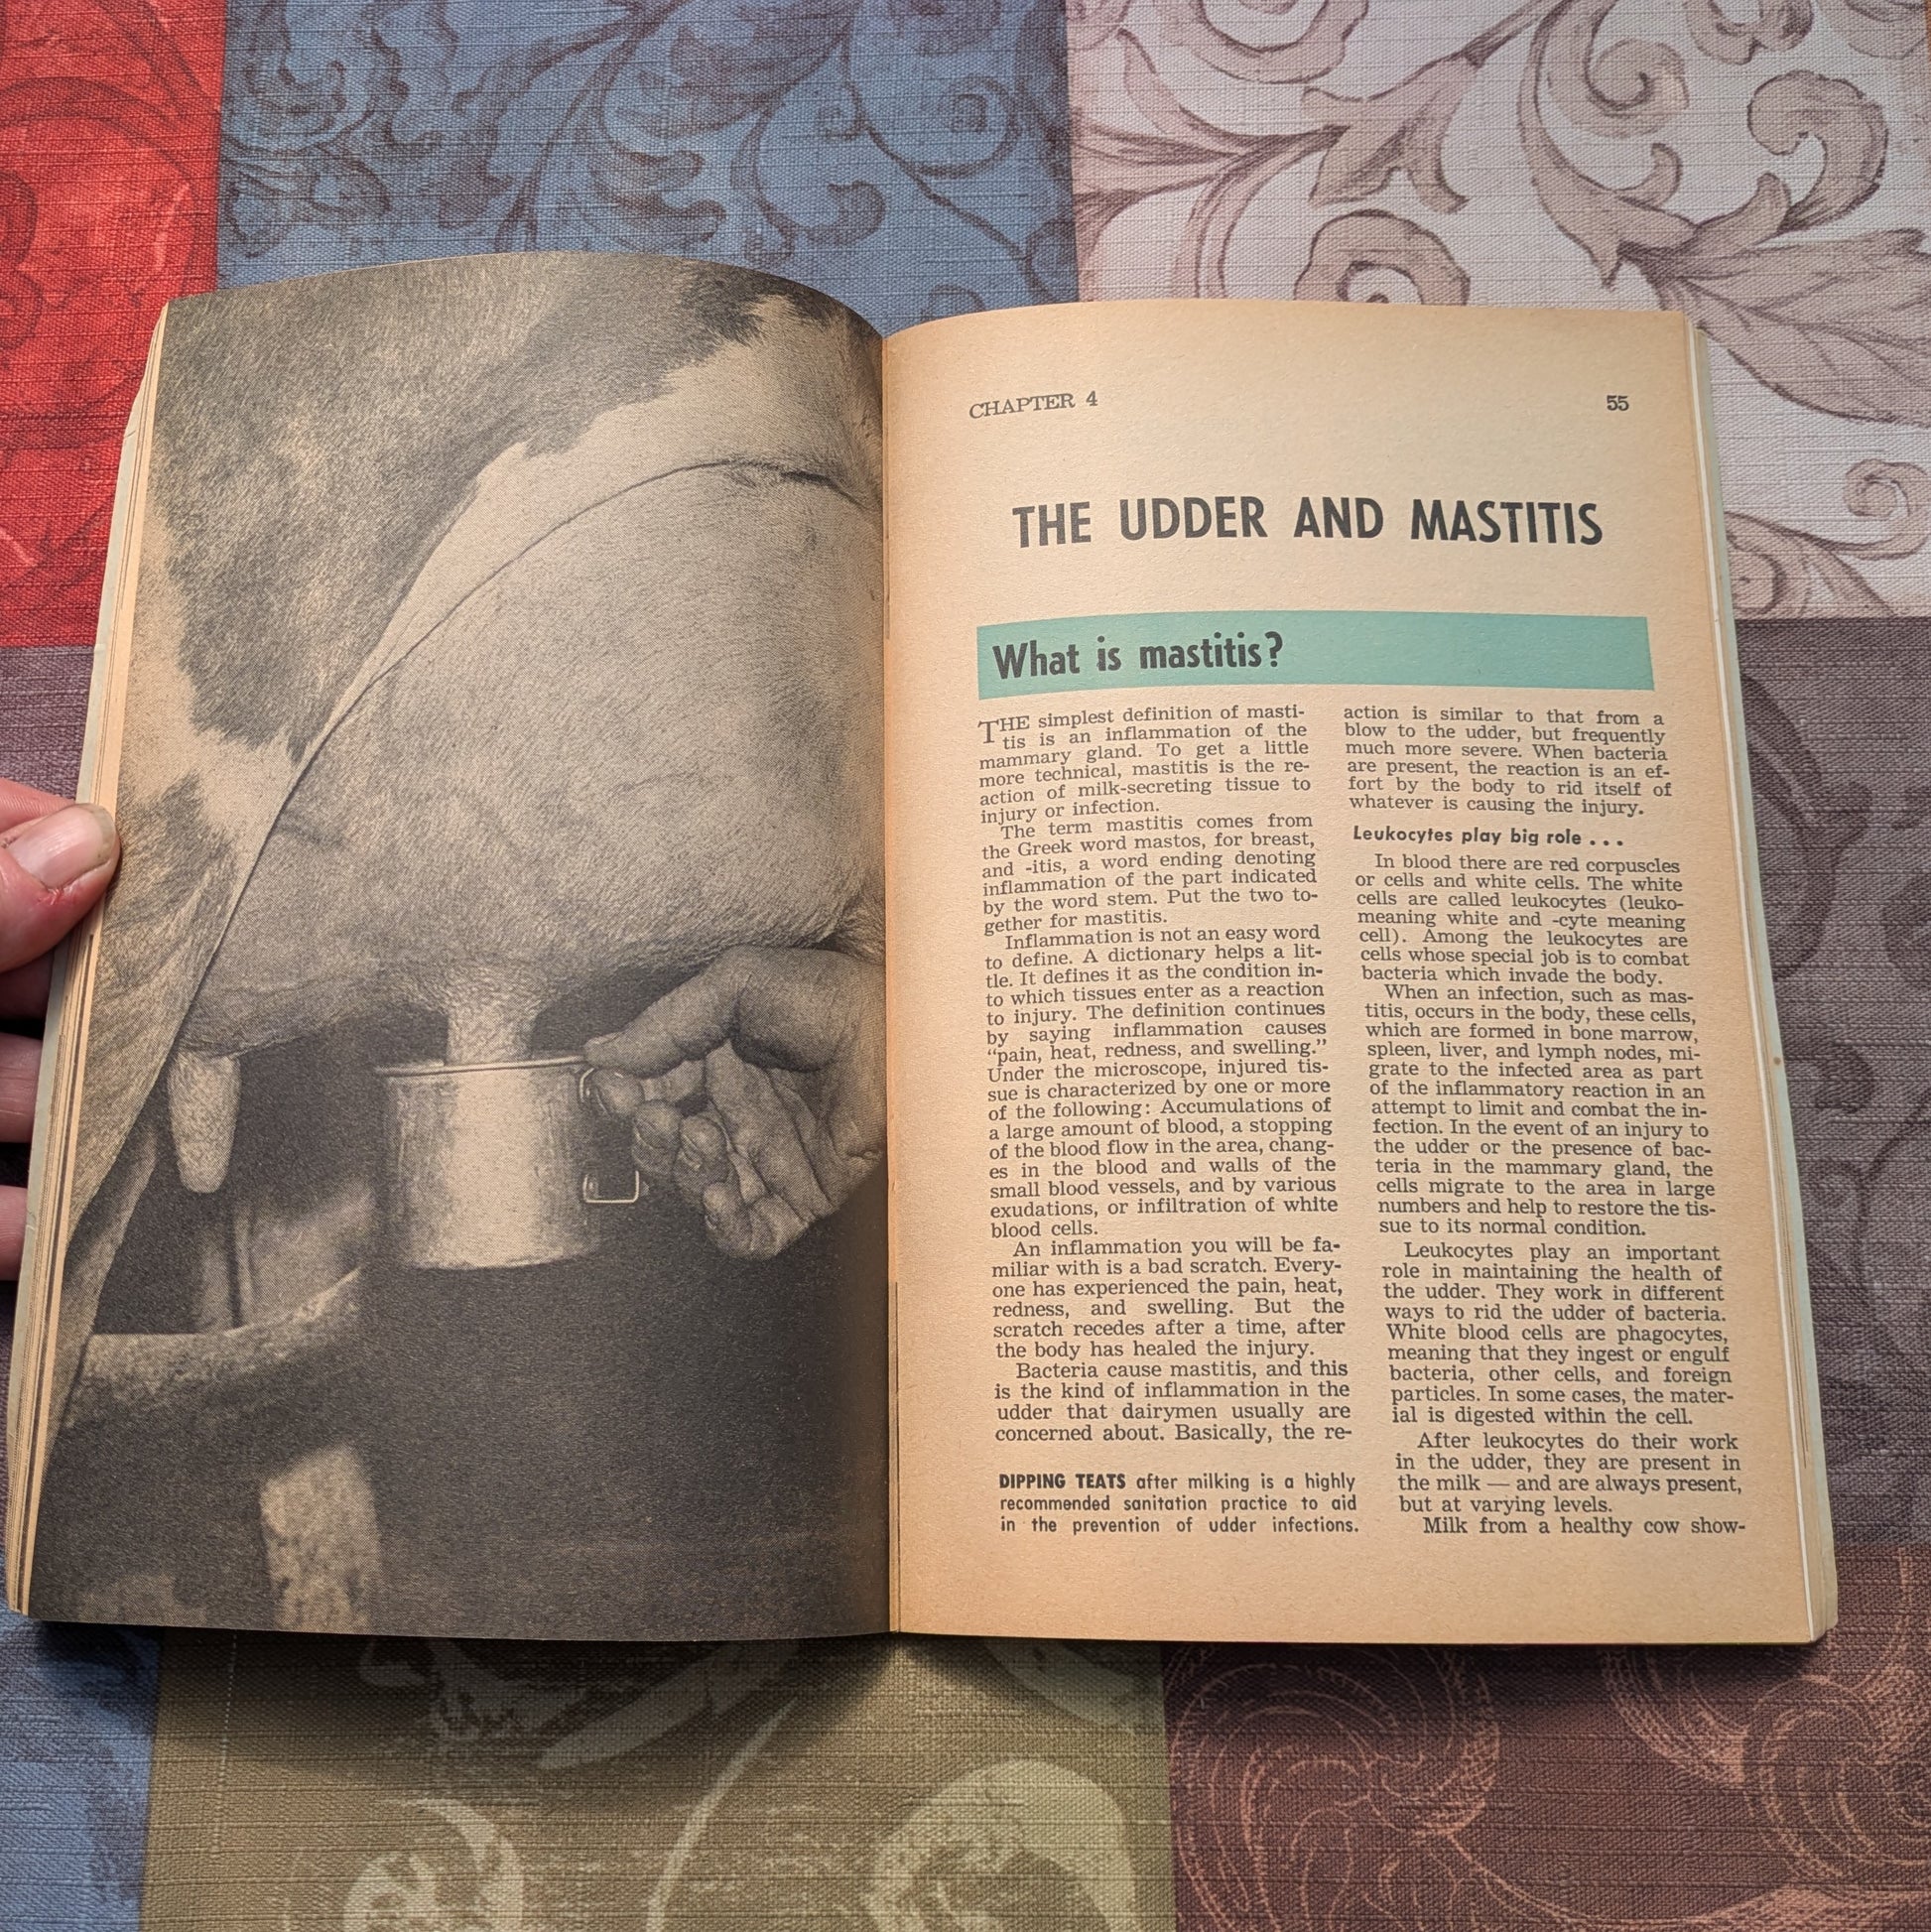 CHAPTER 4
55
THE UDDER AND MASTITIS
What is mastitis?
THE simplest definition of masti-
tis is an inflammation of the
mammary gland. To get a little
more technical, mastitis is the re-
action of milk-secreting tissue to
injury or infection.
The term mastitis comes from
the Greek word mastos, for breast,
and -itis, a word ending denoting
inflammation of the part indicated
by the word stem. Put the two to-
gether for mastitis.
Inflammation is not an easy word
to define. A dictionary helps a lit-
tle. It defines it as the condition in-
to which tissues enter as a reaction
to injury. The definition continues
by saying inflammation causes
“pain, heat, redness, and swelling.”
Under the microscope, injured tis-
sue is characterized by one or more
of the following: Accumulations of
a large amount of blood, a stopping
of the blood flow in the area, chang-
es in the blood and walls of the
small blood vessels, and by various
exudations, or infiltration of white
blood cells.
An inflammation you will be fa-
miliar with is a bad scratch. Every-
one has experienced the pain, heat,
redness, and swelling. But the
scratch recedes after a time, after
the body has healed the injury.
Bacteria cause mastitis, and this
is the kind of inflammation in the
udder that dairymen usually are
concerned about. Basically, the re-
DIPPING TEATS after milking is a highly
recommended sanitation practice to aid
in the prevention of udder infections.
action is similar to that from a
blow to the udder, but frequently
much more severe. When bacteria
are present, the reaction is an ef-
fort by the body to rid itself of
whatever is causing the injury.
Leukocytes play big role . . .
In blood there are red corpuscles
or cells and white cells. The white
cells are called leukocytes (leuko-
meaning white and -cyte meaning
cell). Among the leukocytes are
cells whose special job is to combat
bacteria which invade the body.
When an infection, such as mas-
titis, occurs in the body, these cells,
which are formed in bone marrow,
spleen, liver, and lymph nodes, mi-
grate to the infected area as part
of the inflammatory reaction in an
attempt to limit and combat the in-
fection. In the event of an injury to
the udder or the presence of bac-
teria in the mammary gland, the
cells migrate to the area in large
numbers and help to restore the tis-
sue to its normal condition.
Leukocytes play an important
role in maintaining the health of
the udder. They work in different
ways to rid the udder of bacteria.
White blood cells are phagocytes,
meaning that they ingest or engulf
bacteria, other cells, and foreign
particles. In some cases, the mater-
ial is digested within the cell.
After leukocytes do their work
in the udder, they are present in
the milk — and are always present,
but at varying levels.
Milk from a healthy cow show-